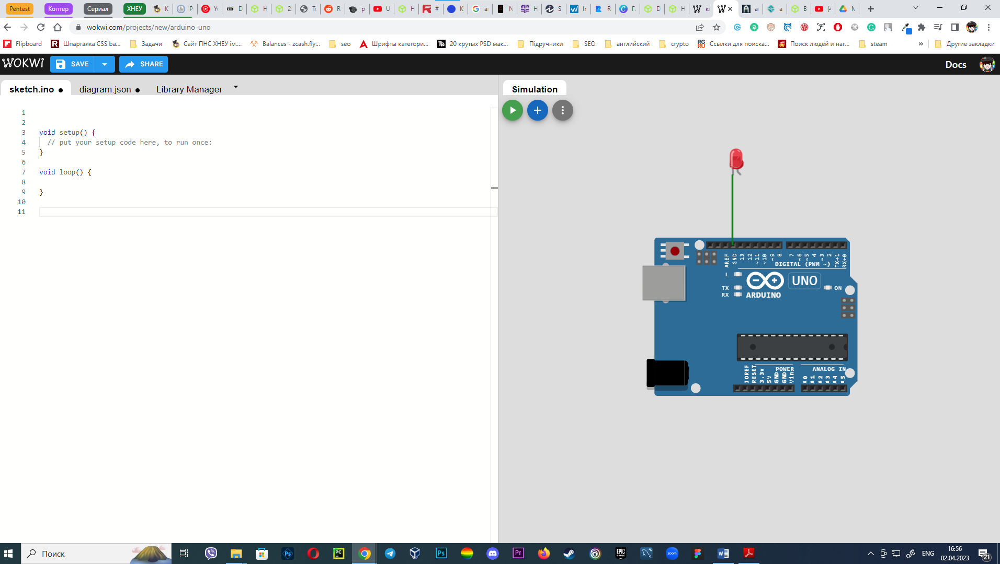 Pentest Коптер Сериал ХНЕУ
wokwi.com/projects/new/arduino-uno
Flipboard Шпаргалка CSS ba... Задачи Сайт ПНС ХНЕУ ім.... Balances - zcash.fly... seo Шрифты категори... 20 крутых PSD мак... Підручники SEO английский crypto Ссылки для поиска... Поиск людей и наг... steam » Другие закладки
WOKWi SAVE SHARE Docs
sketch.ino ● diagram.json ● Library Manager
Simulation
1
2
3 void setup() {
4 // put your setup code here, to run once:
5 }
6
7 void loop() {
8
9 }
10
11
AREF GND 13 12 ~11 ~10 ~9 8 7 ~6 ~5 4 ~3 2 TX→1 RX←0
DIGITAL (PWM ~)
L
UNO
TX ON
RX ARDUINO
POWER ANALOG IN
IOREF RESET 3.3V 5V GND GND Vin A0 A1 A2 A3 A4 A5
Поиск
ENG
16:56
02.04.2023
21